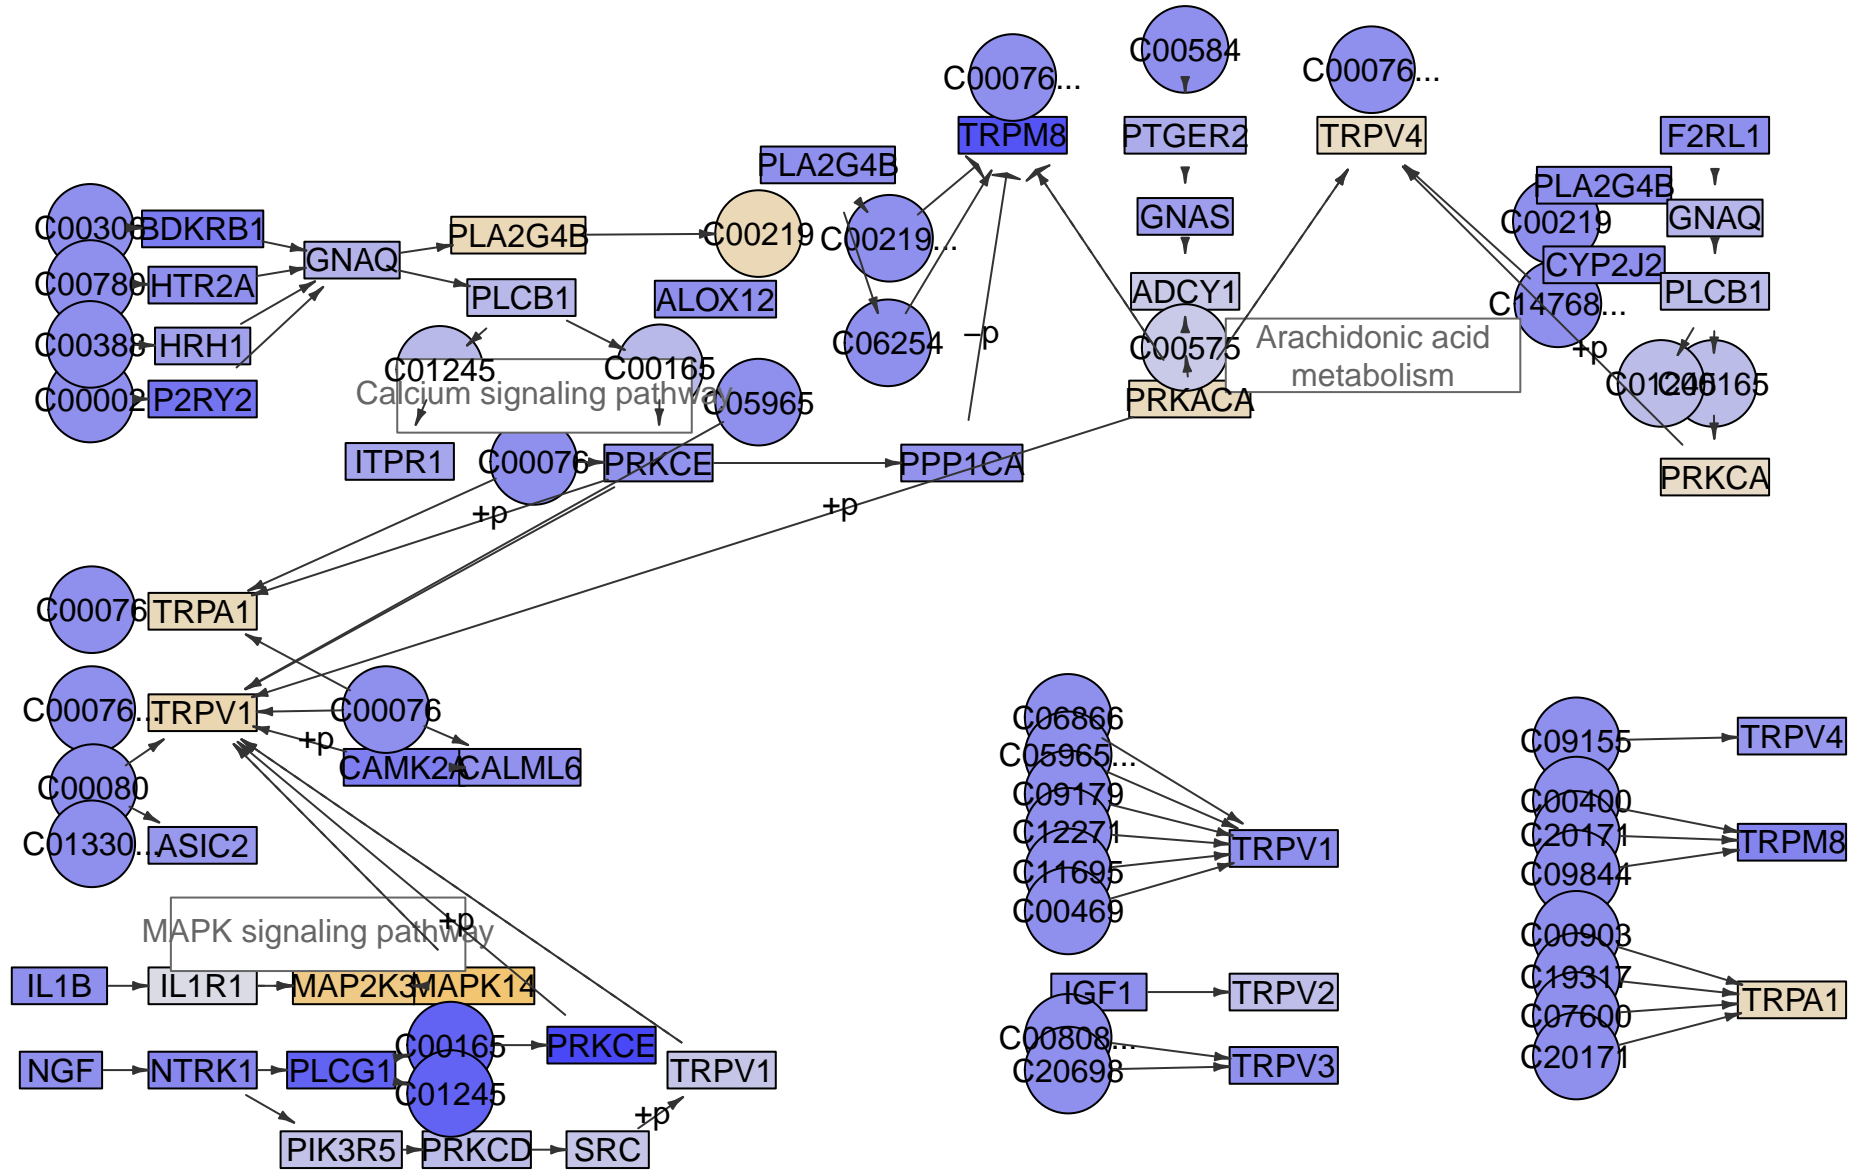 C00584
C00076...
C00076...
TRPM8
PTGER2
TRPV4
F2RL1
PLA2G4B
PLA2G4B
BDKRB1
PLA2G4B
C00219
C00219...
GNAS
C00219
GNAQ
GNAQ
CYP2J2
C00780
HTR2A
PLCB1
ALOX12
ADCY1
C14768...
PLCB1
C00388
HRH1
C01245
C00165
C06254
–p
C00575
Arachidonic acid
metabolism
+p
C00002
P2RY2
Calcium signaling pathway
C05965
PRKACA
C01245
C00165
ITPR1
C00076
PRKCE
PPP1CA
PRKCA
+p
+p
C00076
TRPA1
C00076...
TRPV1
C00076
+p
CAMK2A
CALML6
C00080
C01330...
ASIC2
C06866
C05965...
C09179
C12271
C11695
C00469
TRPV1
C09155
TRPV4
C00400
C20171
C09844
TRPM8
MAPK signaling pathway
+p
IL1B
IL1R1
MAP2K3
MAPK14
IGF1
TRPV2
C00903
C19317
C07600
C20171
TRPA1
C00165
PRKCE
C00808...
C20698
TRPV3
NGF
NTRK1
PLCG1
C01245
TRPV1
+p
PIK3R5
PRKCD
SRC